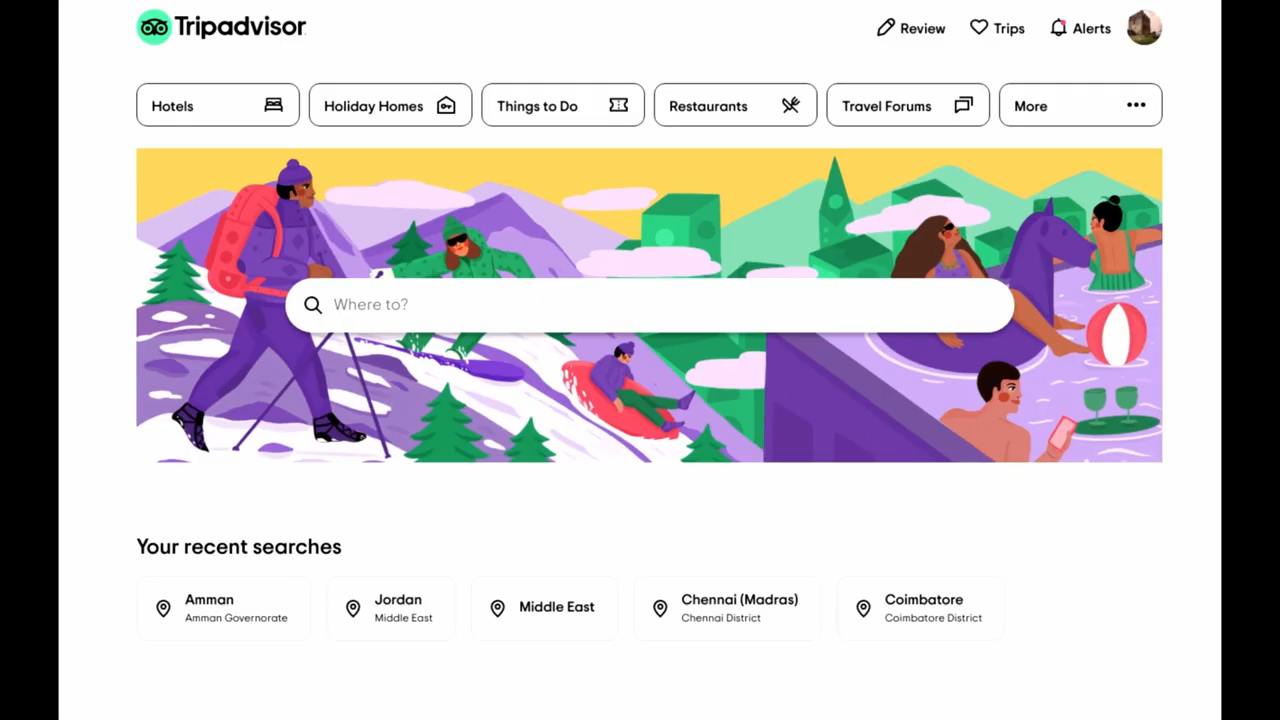 Tripadvisor
Review
Trips
Alerts
Hotels
Holiday Homes
Things to Do
Restaurants
Travel Forums
More
Where to?
Your recent searches
Amman
Amman Governorate
Jordan
Middle East
Middle East
Chennai (Madras)
Chennai District
Coimbatore
Coimbatore District